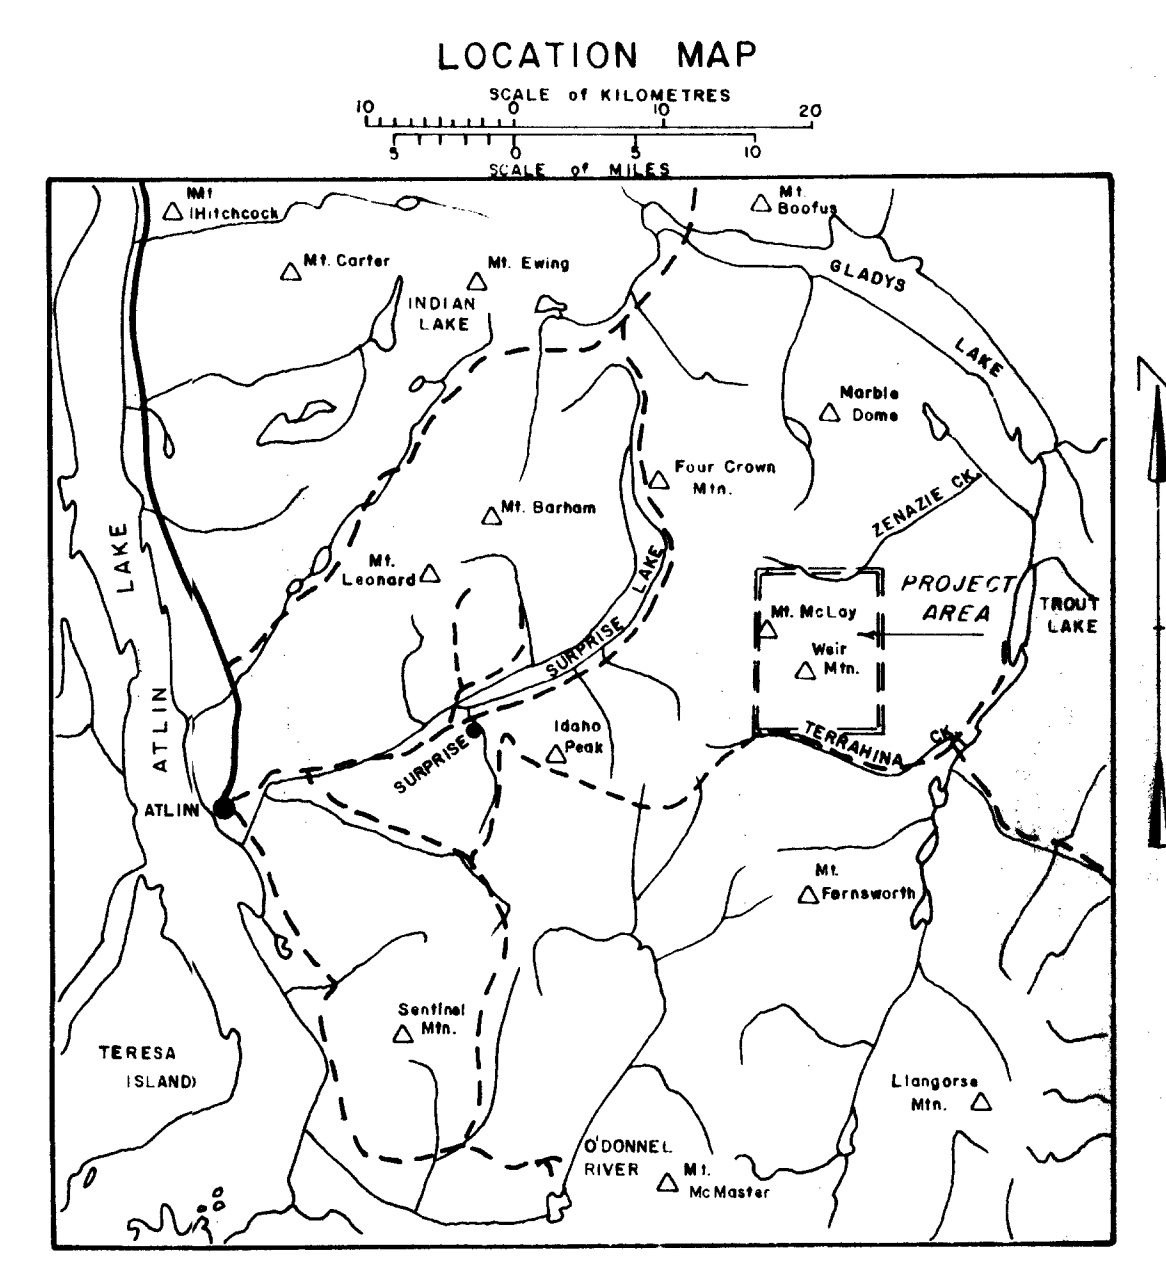 LOCATION MAP
SCALE of KILOMETRES
10 0 10 20
5 0 5 10
SCALE of MILES
Mt
Hitchcock
Mt.
Boofus
Mt. Carter
Mt. Ewing
GLADYS
LAKE
INDIAN
LAKE
Marble
Dome
Four Crown
Mtn.
ZENAZIE CK.
Mt. Barham
LAKE
ATLIN
Mt.
Leonard
SURPRISE LAKE
PROJECT
AREA
TROUT
LAKE
Mt. McLay
Weir
Mtn.
Idaho
Peak
TERRAHINA CK.
SURPRISE
ATLIN
Mt.
Fernsworth
Sentinel
Mtn.
TERESA
ISLAND
Llangorse
Mtn.
O'DONNEL
RIVER
Mt.
McMaster